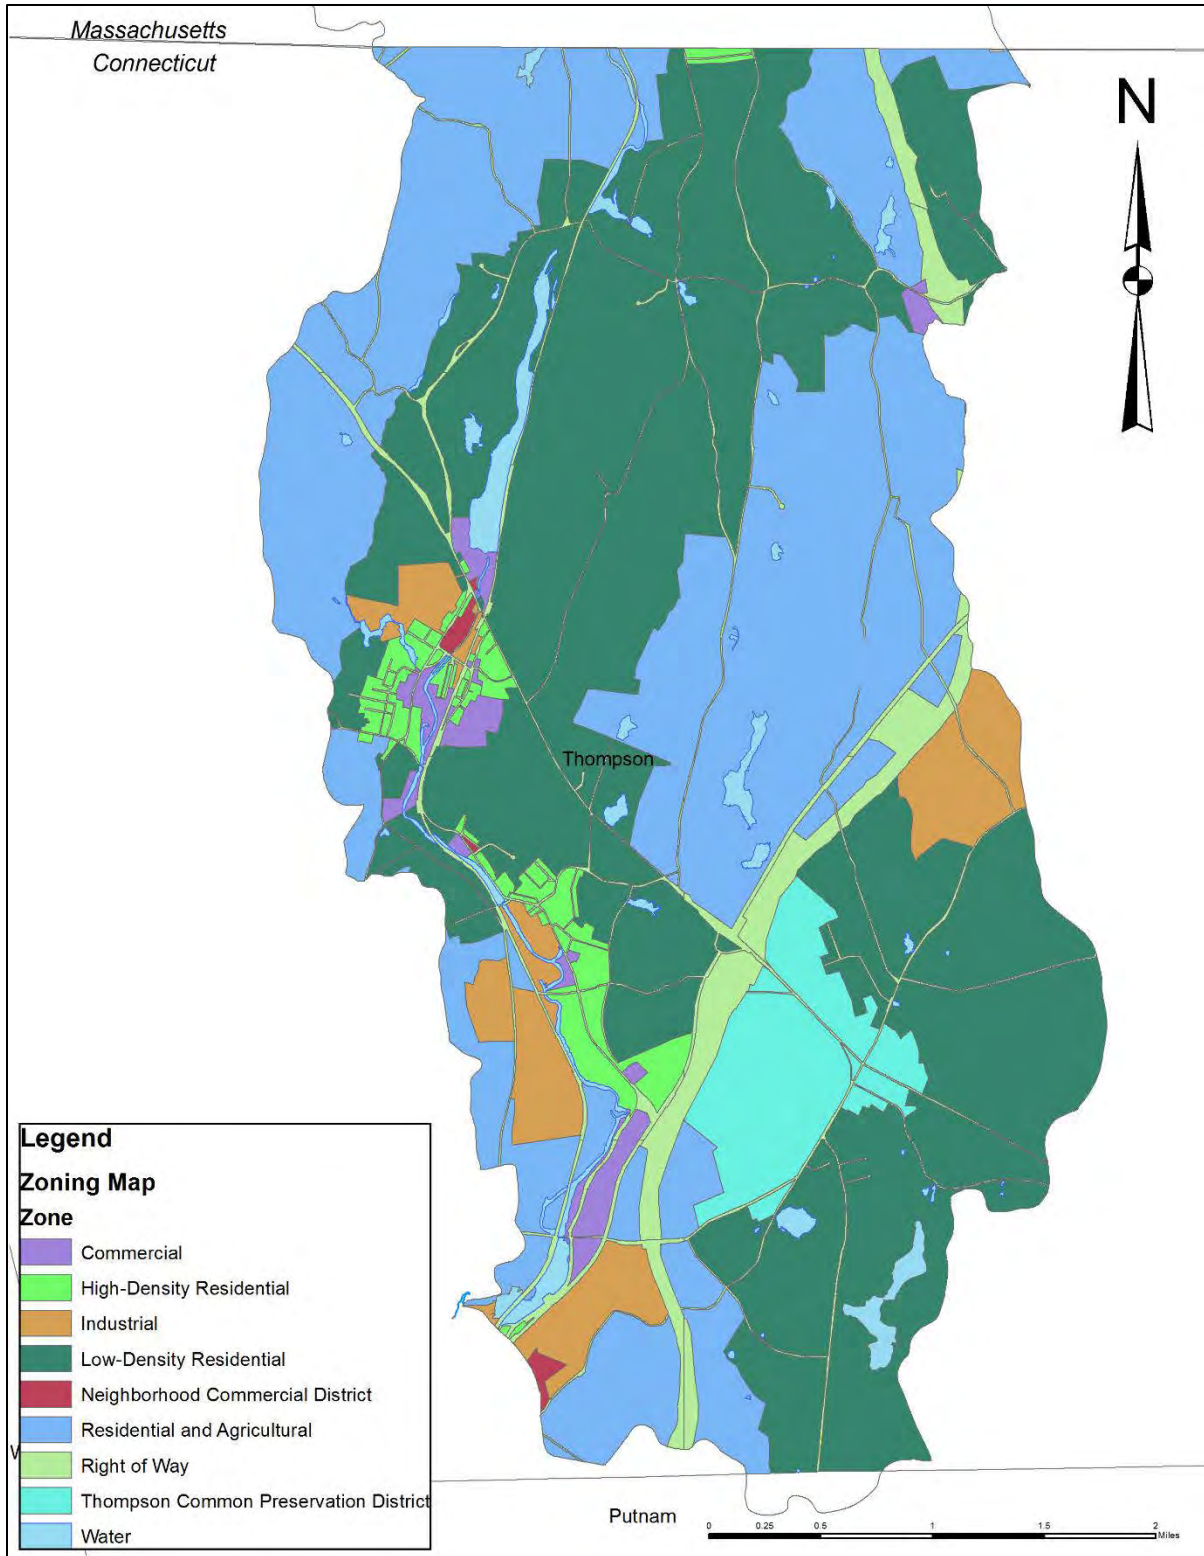 Massachusetts
Connecticut
N
Thompson
Legend
Zoning Map
Zone
Commercial
High-Density Residential
Industrial
Low-Density Residential
Neighborhood Commercial District
Residential and Agricultural
Right of Way
Thompson Common Preservation District
Water
Putnam
0 0.25 0.5 1 1.5 2
Miles